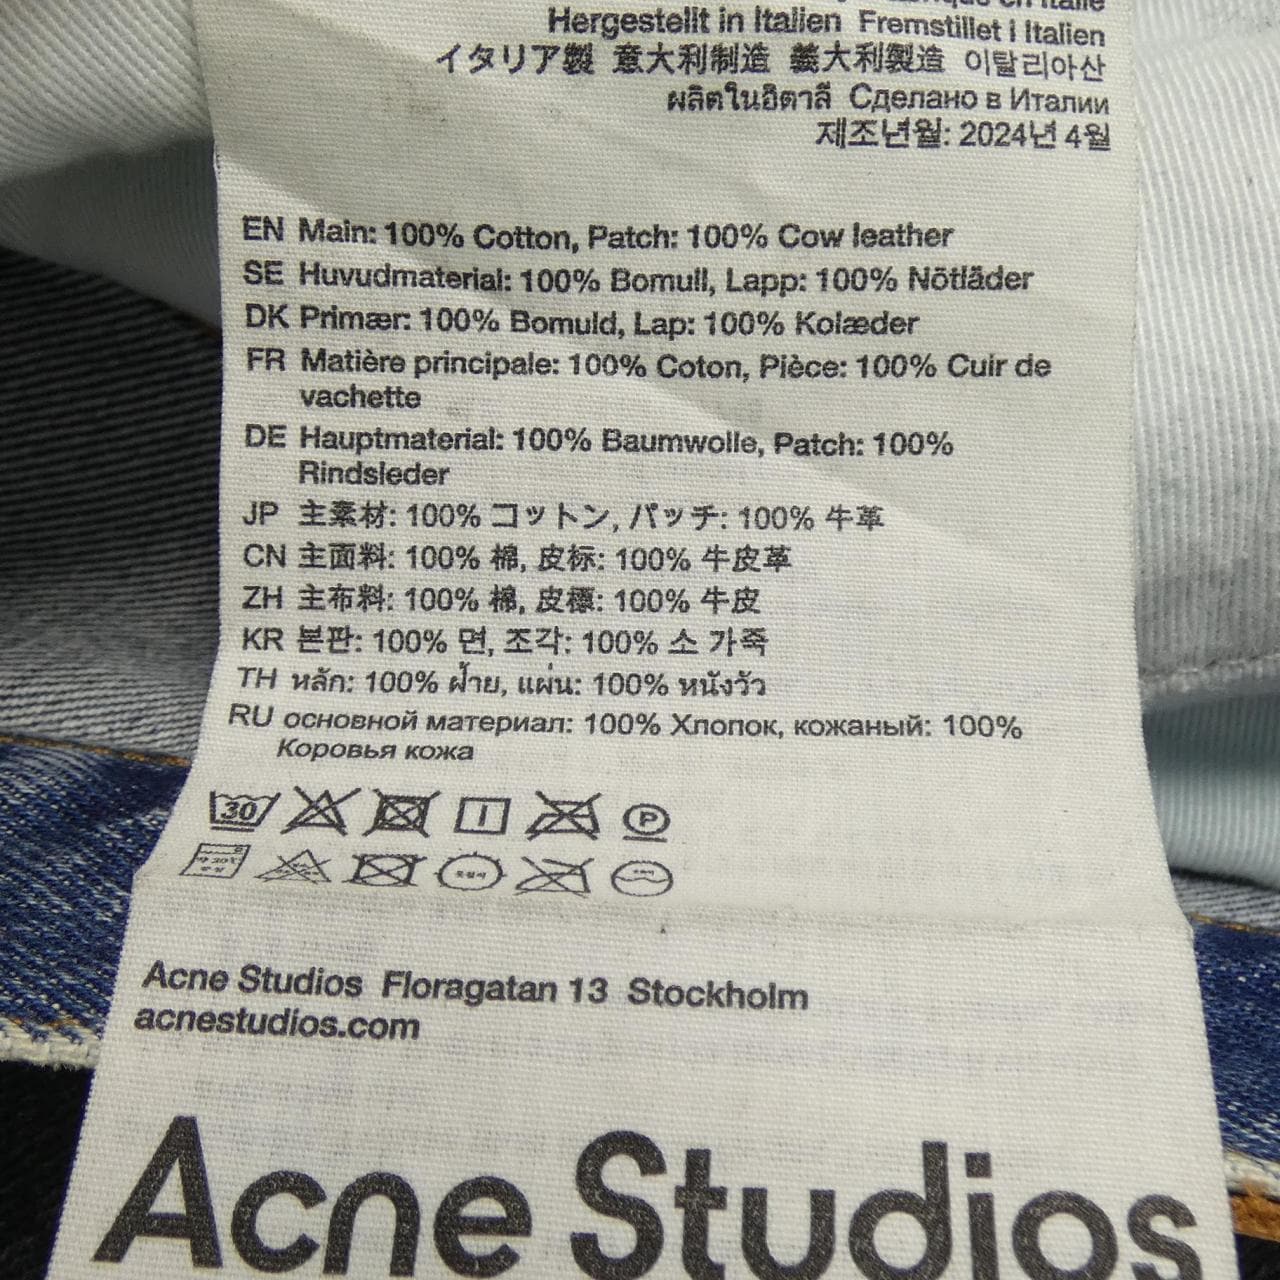 en Italie
Hergestellt in Italien Fremstillet i Italien
イタリア製 意大利制造 義大利製造 이탈리아산
ผลิตในอิตาลี Сделано в Италии
제조년월: 2024년 4월
EN Main: 100% Cotton, Patch: 100% Cow leather
SE Huvudmaterial: 100% Bomull, Lapp: 100% Nötläder
DK Primær: 100% Bomuld, Lap: 100% Kolæder
FR Matière principale: 100% Coton, Pièce: 100% Cuir de
vachette
DE Hauptmaterial: 100% Baumwolle, Patch: 100%
Rindsleder
JP 主素材: 100% コットン, パッチ: 100% 牛革
CN 主面料: 100% 棉, 皮标: 100% 牛皮革
ZH 主布料: 100% 棉, 皮標: 100% 牛皮
KR 본판: 100% 면, 조각: 100% 소 가죽
TH หลัก: 100% ฝ้าย, แผ่น: 100% หนังวัว
RU основной материал: 100% Хлопок, кожаный: 100%
Коровья кожа
30 P
Acne Studios Floragatan 13 Stockholm
acnestudios.com
Acne Studios